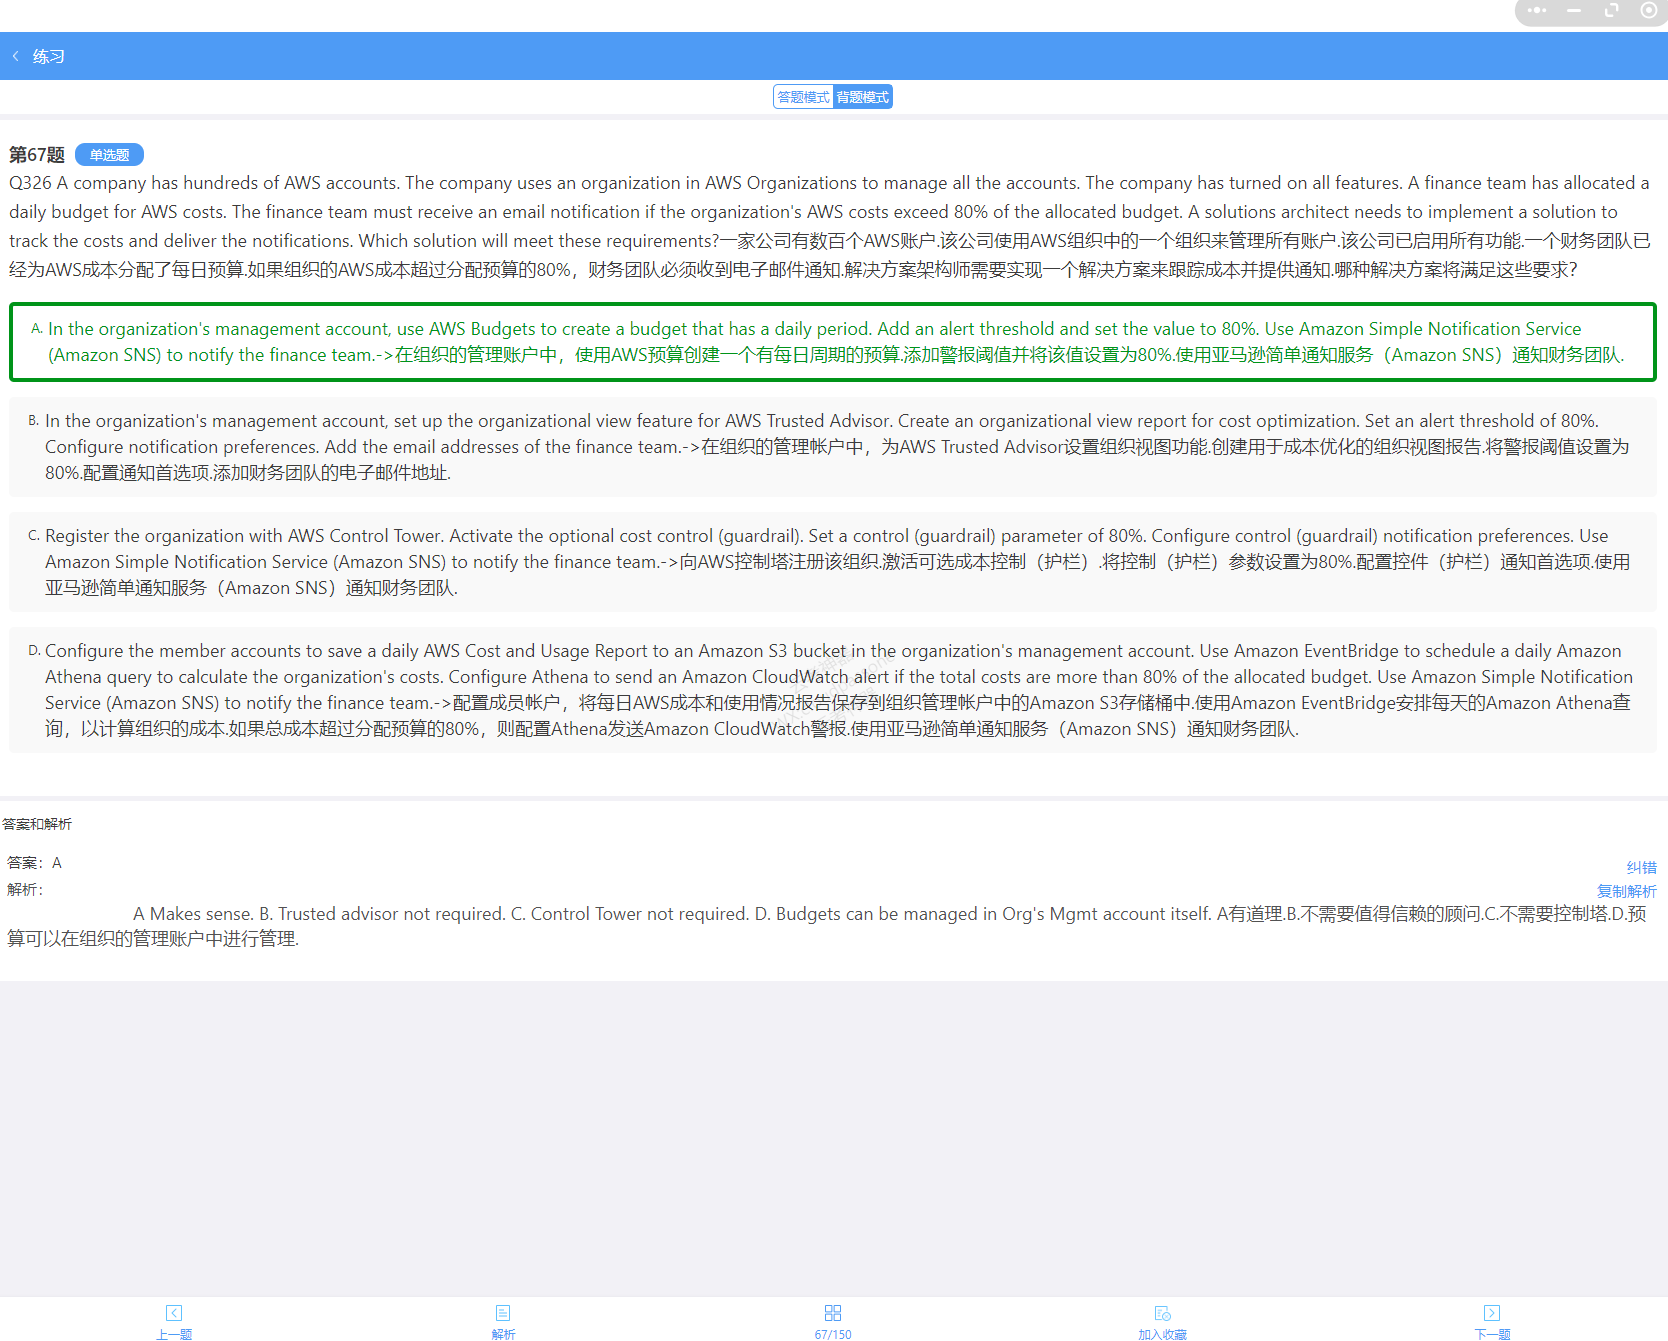 练习
答题模式 背题模式
第67题 单选题
Q326 A company has hundreds of AWS accounts. The company uses an organization in AWS Organizations to manage all the accounts. The company has turned on all features. A finance team has allocated a
daily budget for AWS costs. The finance team must receive an email notification if the organization's AWS costs exceed 80% of the allocated budget. A solutions architect needs to implement a solution to
track the costs and deliver the notifications. Which solution will meet these requirements?一家公司有数百个AWS账户.该公司使用AWS组织中的一个组织来管理所有账户.该公司已启用所有功能.一个财务团队已
经为AWS成本分配了每日预算.如果组织的AWS成本超过分配预算的80%，财务团队必须收到电子邮件通知.解决方案架构师需要实现一个解决方案来跟踪成本并提供通知.哪种解决方案将满足这些要求?
A. In the organization's management account, use AWS Budgets to create a budget that has a daily period. Add an alert threshold and set the value to 80%. Use Amazon Simple Notification Service
(Amazon SNS) to notify the finance team.->在组织的管理账户中，使用AWS预算创建一个有每日周期的预算.添加警报阈值并将该值设置为80%.使用亚马逊简单通知服务（Amazon SNS）通知财务团队.
B. In the organization's management account, set up the organizational view feature for AWS Trusted Advisor. Create an organizational view report for cost optimization. Set an alert threshold of 80%.
Configure notification preferences. Add the email addresses of the finance team.->在组织的管理帐户中，为AWS Trusted Advisor设置组织视图功能.创建用于成本优化的组织视图报告.将警报阈值设置为
80%.配置通知首选项.添加财务团队的电子邮件地址.
C. Register the organization with AWS Control Tower. Activate the optional cost control (guardrail). Set a control (guardrail) parameter of 80%. Configure control (guardrail) notification preferences. Use
Amazon Simple Notification Service (Amazon SNS) to notify the finance team.->向AWS控制塔注册该组织.激活可选成本控制（护栏）.将控制（护栏）参数设置为80%.配置控件（护栏）通知首选项.使用
亚马逊简单通知服务（Amazon SNS）通知财务团队.
D. Configure the member accounts to save a daily AWS Cost and Usage Report to an Amazon S3 bucket in the organization's management account. Use Amazon EventBridge to schedule a daily Amazon
Athena query to calculate the organization's costs. Configure Athena to send an Amazon CloudWatch alert if the total costs are more than 80% of the allocated budget. Use Amazon Simple Notification
Service (Amazon SNS) to notify the finance team.->配置成员帐户，将每日AWS成本和使用情况报告保存到组织管理帐户中的Amazon S3存储桶中.使用Amazon EventBridge安排每天的Amazon Athena查
询，以计算组织的成本.如果总成本超过分配预算的80%，则配置Athena发送Amazon CloudWatch警报.使用亚马逊简单通知服务（Amazon SNS）通知财务团队.
答案和解析
答案：A
纠错
解析：
复制解析
A Makes sense. B. Trusted advisor not required. C. Control Tower not required. D. Budgets can be managed in Org's Mgmt account itself. A有道理.B.不需要值得信赖的顾问.C.不需要控制塔.D.预
算可以在组织的管理账户中进行管理.
上一题 解析 67/150 加入收藏 下一题